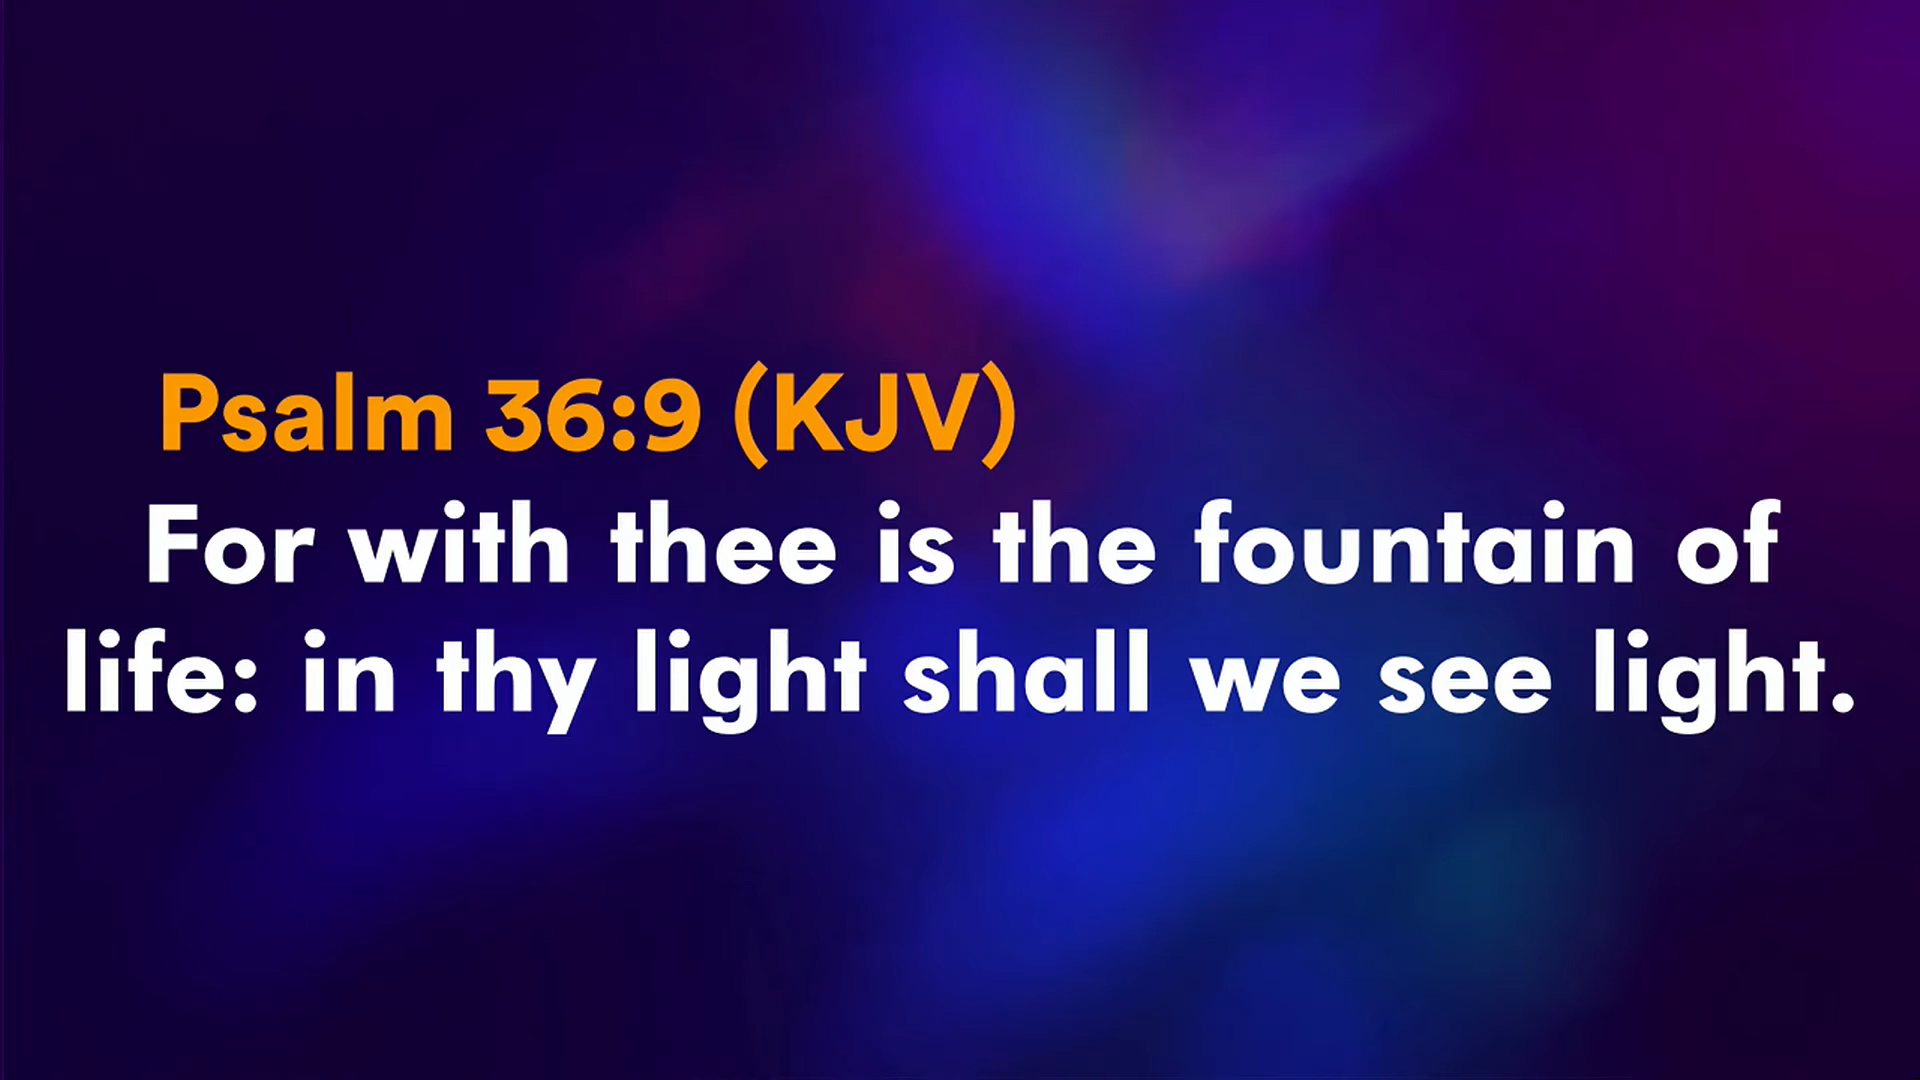 Psalm 36:9 (KJV)
For with thee is the fountain of
life: in thy light shall we see light.